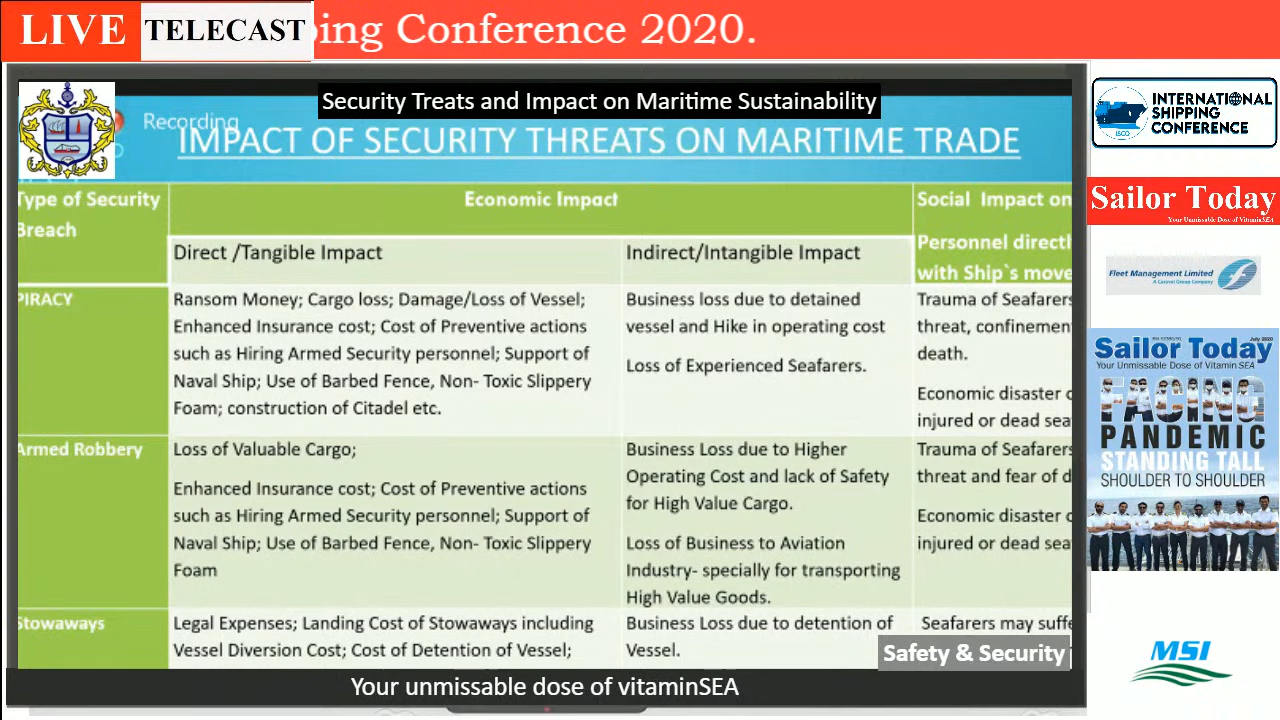 LIVE TELECAST ping Conference 2020.
Security Treats and Impact on Maritime Sustainability
Recording
IMPACT OF SECURITY THREATS ON MARITIME TRADE
Type of Security
Breach
Economic Impact
Social Impact on
Personnel directl
with Ship`s move
Direct /Tangible Impact
Indirect/Intangible Impact
PIRACY
Ransom Money; Cargo loss; Damage/Loss of Vessel;
Enhanced Insurance cost; Cost of Preventive actions
such as Hiring Armed Security personnel; Support of
Naval Ship; Use of Barbed Fence, Non- Toxic Slippery
Foam; construction of Citadel etc.
Business loss due to detained
vessel and Hike in operating cost
Loss of Experienced Seafarers.
Trauma of Seafarers
threat, confinemen
death.
Economic disaster o
injured or dead sea
Armed Robbery
Loss of Valuable Cargo;
Enhanced Insurance cost; Cost of Preventive actions
such as Hiring Armed Security personnel; Support of
Naval Ship; Use of Barbed Fence, Non- Toxic Slippery
Foam
Business Loss due to Higher
Operating Cost and lack of Safety
for High Value Cargo.
Loss of Business to Aviation
Industry- specially for transporting
High Value Goods.
Trauma of Seafarers
threat and fear of d
Economic disaster o
injured or dead sea
Stowaways
Legal Expenses; Landing Cost of Stowaways including
Vessel Diversion Cost; Cost of Detention of Vessel;
Business Loss due to detention of
Vessel.
Seafarers may suffe
Safety & Security
Your unmissable dose of vitaminSEA
INTERNATIONAL
SHIPPING
CONFERENCE
ISCO
Sailor Today
Your Unmissable Dose of VitaminSEA
Fleet Management Limited
A Caravel Group Company
July 2020
Sailor Today
Your Unmissable Dose of Vitamin SEA
FACING
PANDEMIC
STANDING TALL
SHOULDER TO SHOULDER
MSI